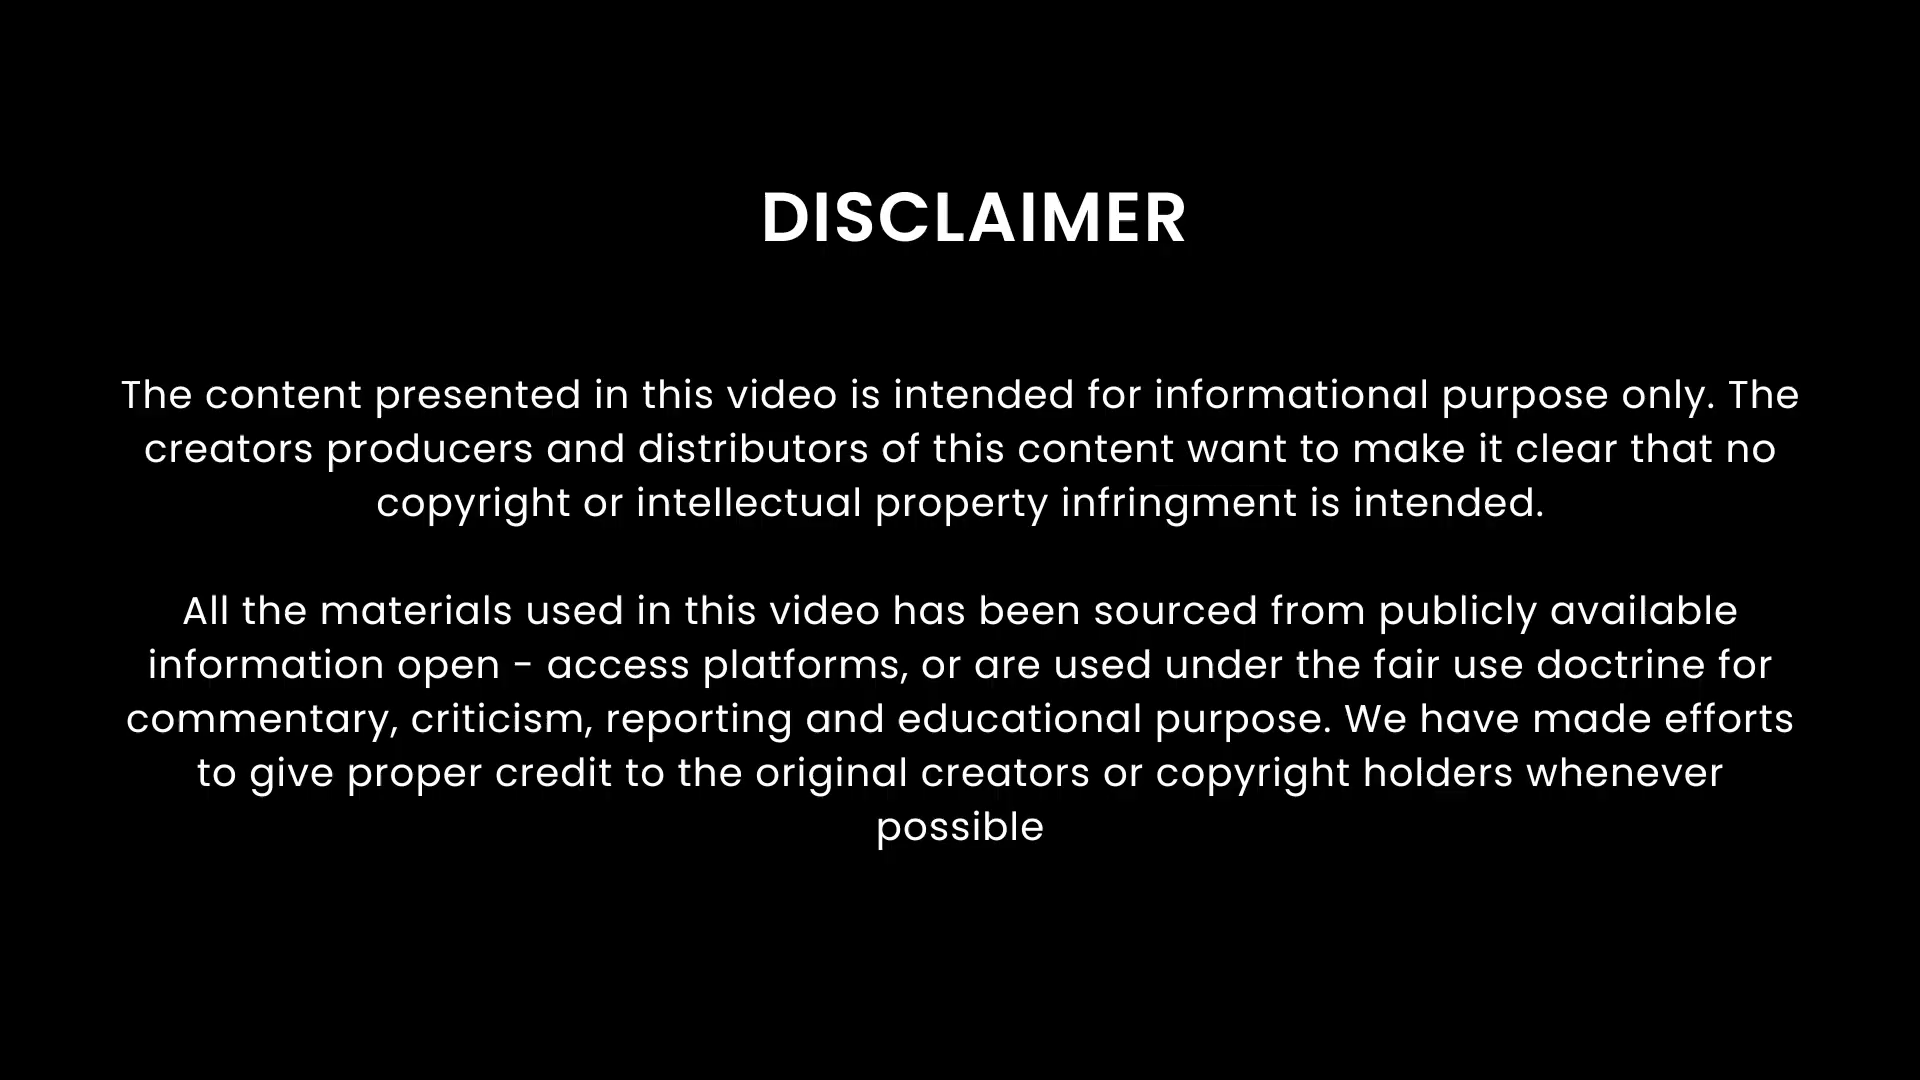 DISCLAIMER
The content presented in this video is intended for informational purpose only. The
creators producers and distributors of this content want to make it clear that no
copyright or intellectual property infringment is intended.
All the materials used in this video has been sourced from publicly available
information open - access platforms, or are used under the fair use doctrine for
commentary, criticism, reporting and educational purpose. We have made efforts
to give proper credit to the original creators or copyright holders whenever
possible